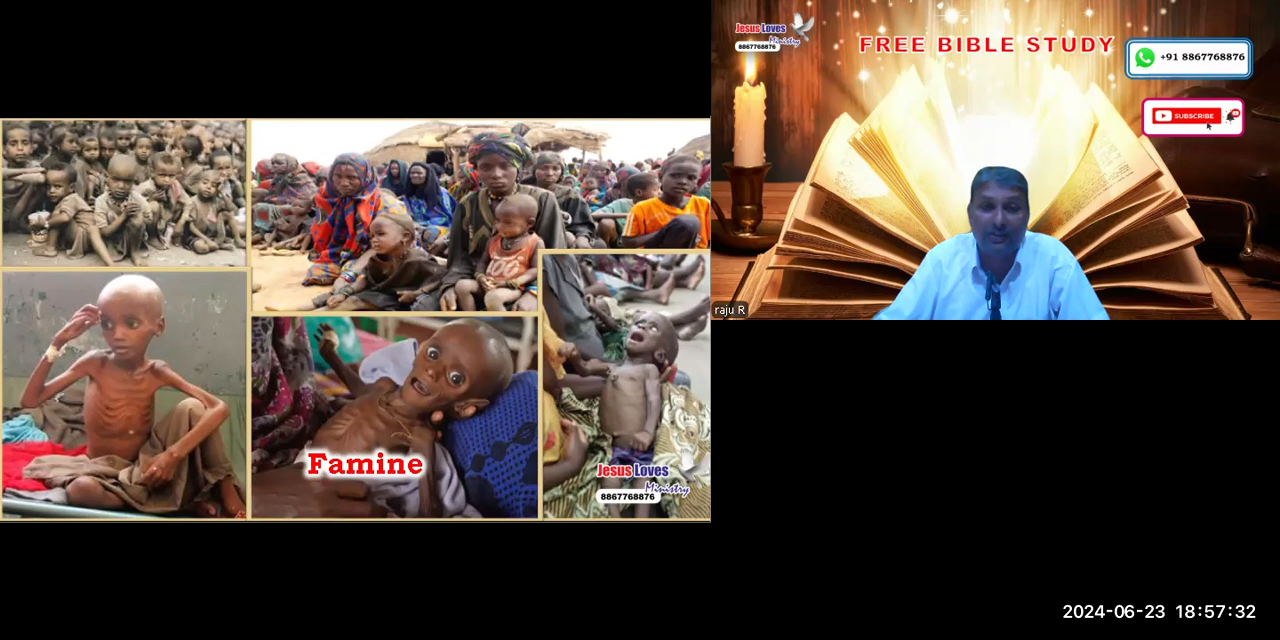 Famine
Jesus Loves
Ministry
8867768876
Jesus Loves
Ministry
8867768876
FREE BIBLE STUDY
+91 8867768876
SUBSCRIBE
raju R
2024-06-23 18:57:32